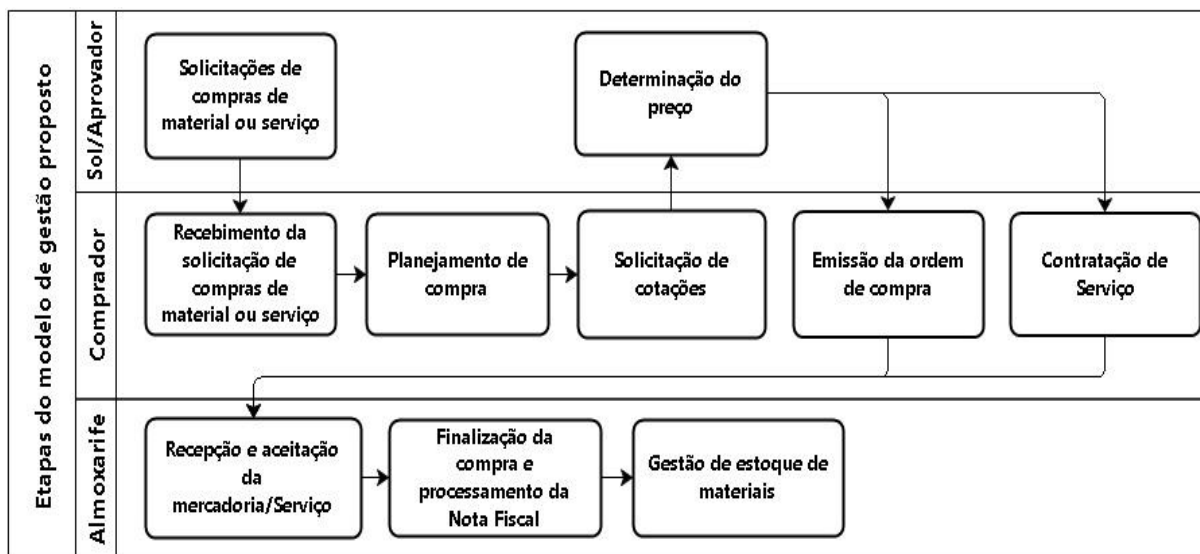 Etapas do modelo de gestão proposto
Sol/Aprovador
Solicitações de
compras de
material ou serviço
Determinação do
preço
Comprador
Recebimento da
solicitação de
compras de
material ou serviço
Planejamento de
compra
Solicitação de
cotações
Emissão da ordem
de compra
Contratação de
Serviço
Almoxarife
Recepção e aceitação
da
mercadoria/Serviço
Finalização da
compra e
processamento da
Nota Fiscal
Gestão de estoque de
materiais